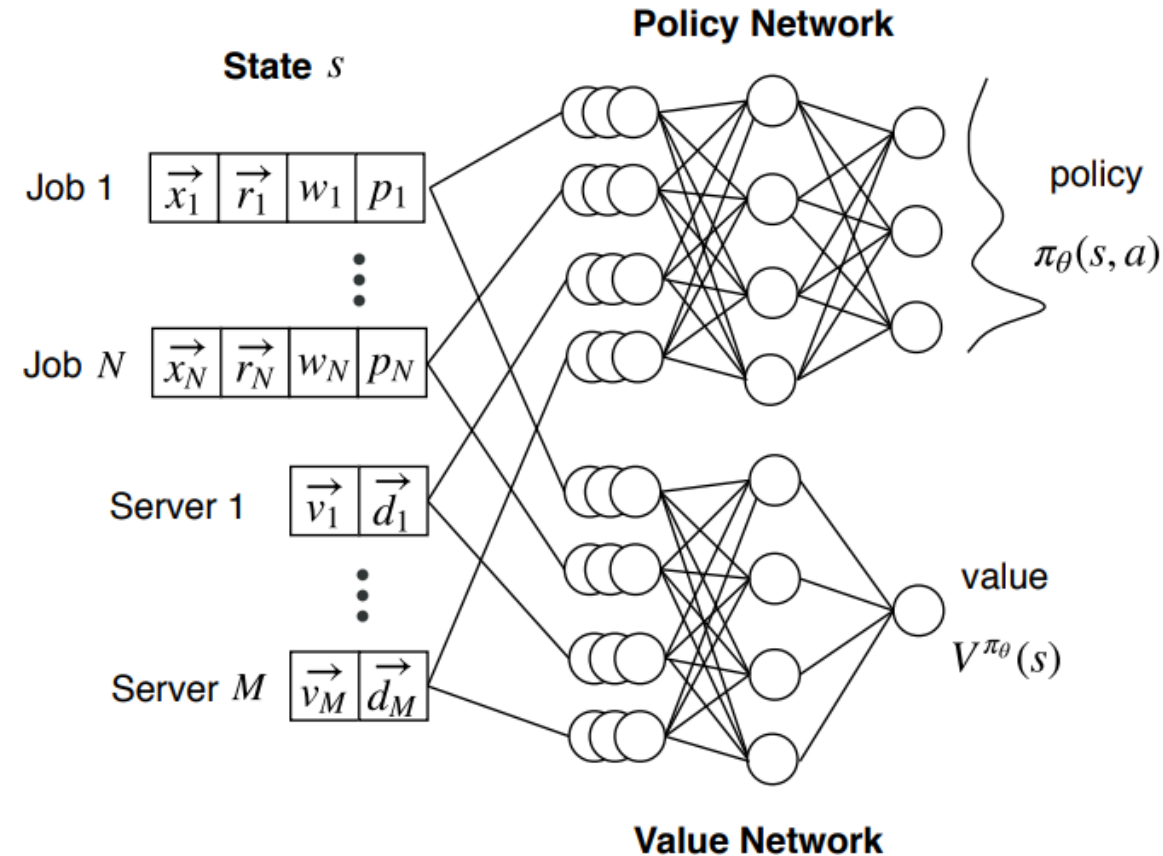 Policy Network
State s
Job 1 x⃗₁ r⃗₁ w₁ p₁
policy
π_θ(s, a)
Job N x⃗_N r⃗_N w_N p_N
Server 1 v⃗₁ d⃗₁
value
V^{π_θ}(s)
Server M v⃗_M d⃗_M
Value Network